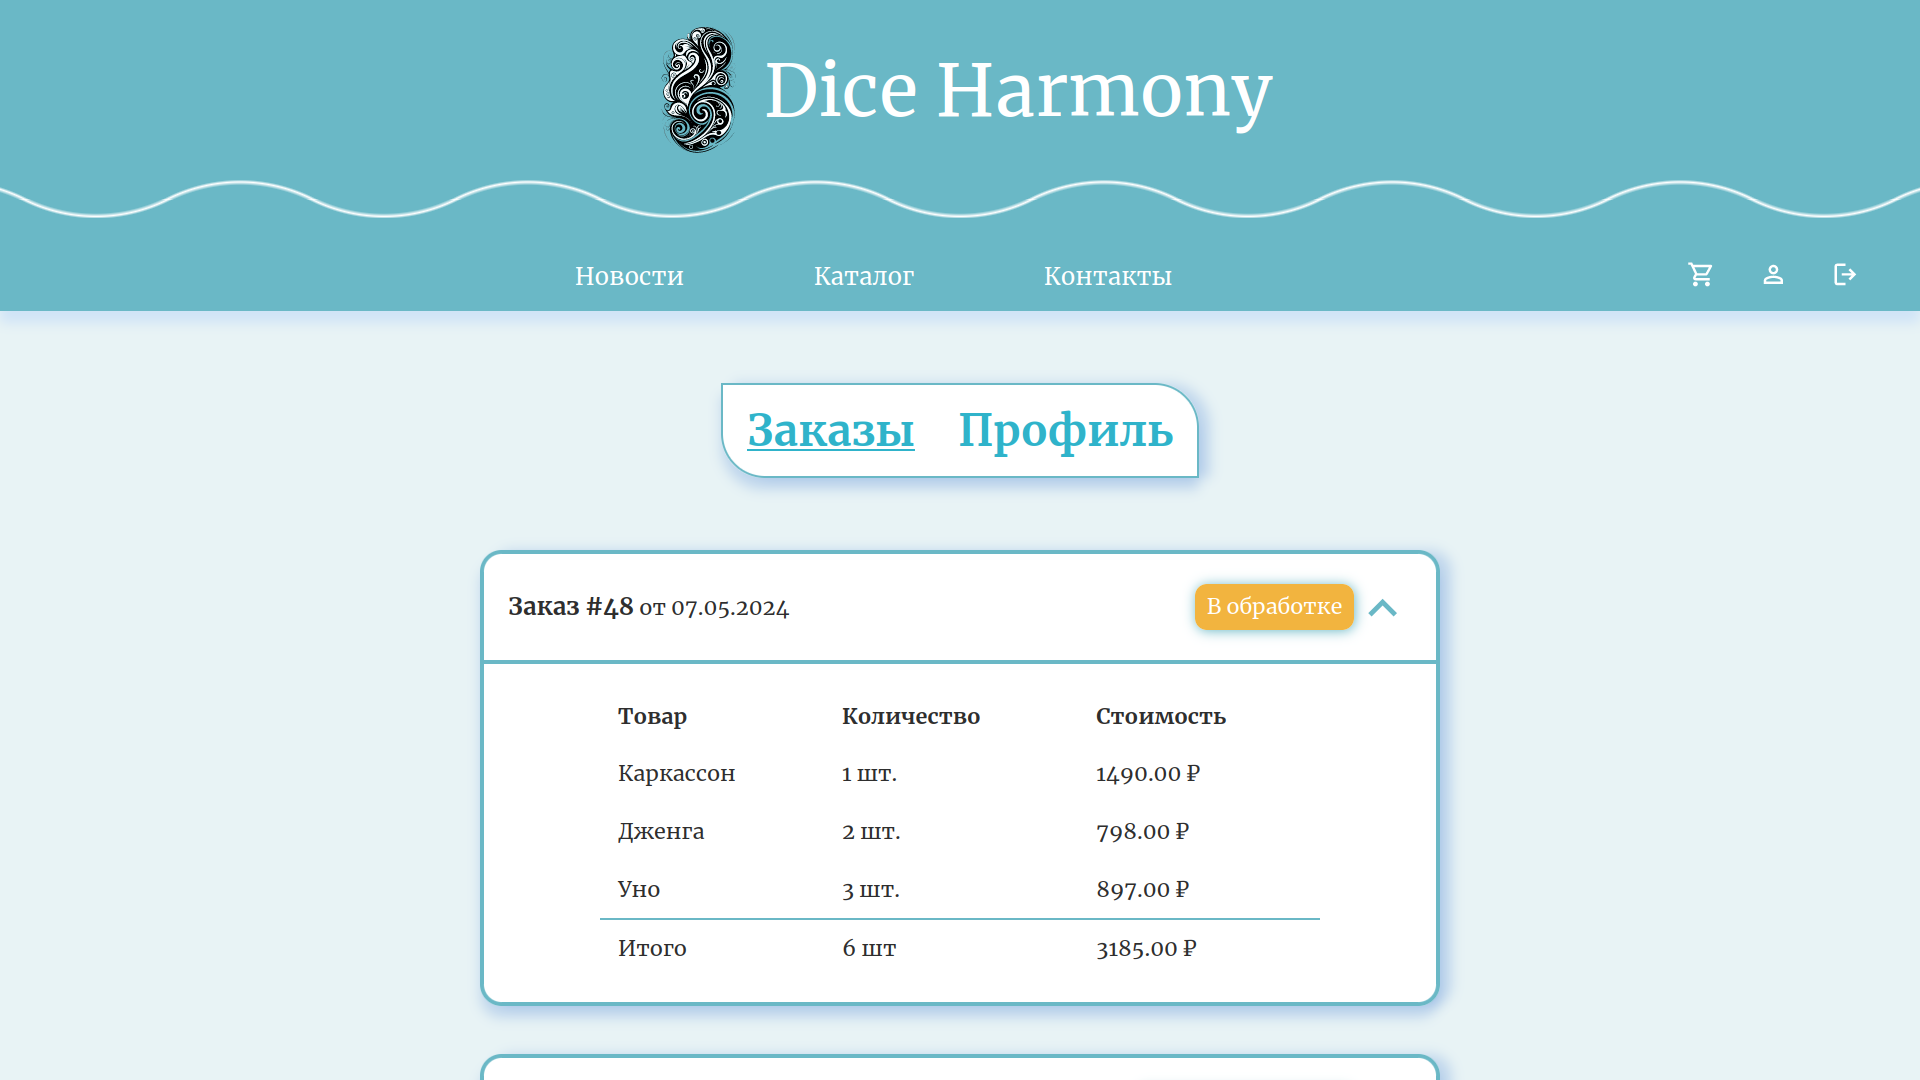 Dice Harmony
Новости Каталог Контакты
Заказы Профиль
Заказ #48 от 07.05.2024 В обработке
Товар Количество Стоимость
Каркассон 1 шт. 1490.00 ₽
Дженга 2 шт. 798.00 ₽
Уно 3 шт. 897.00 ₽
Итого 6 шт 3185.00 ₽